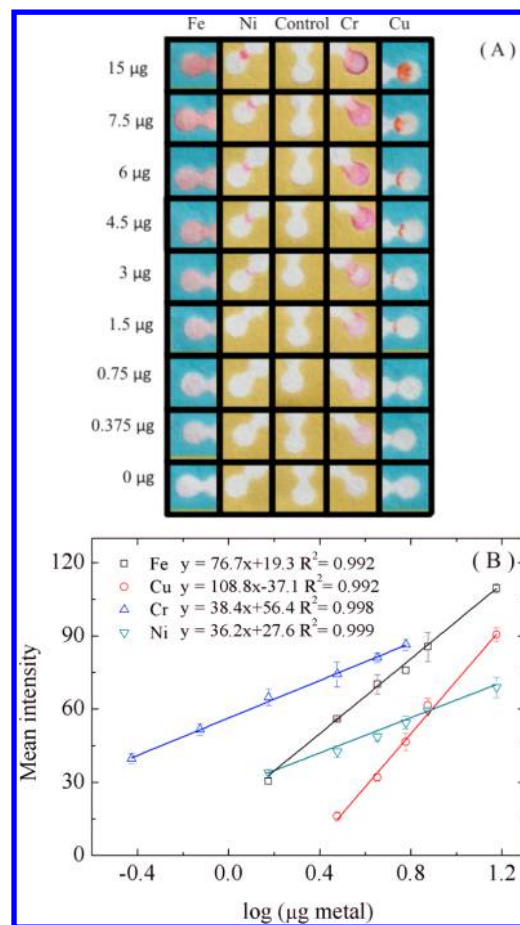 Fe Ni Control Cr Cu
(A)
15 µg
7.5 µg
6 µg
4.5 µg
3 µg
1.5 µg
0.75 µg
0.375 µg
0 µg
(B)
Fe y = 76.7x+19.3 R² = 0.992
Cu y = 108.8x-37.1 R² = 0.992
Cr y = 38.4x+56.4 R² = 0.998
Ni y = 36.2x+27.6 R² = 0.999
Mean intensity
120
90
60
30
0
-0.4 0.0 0.4 0.8 1.2
log (µg metal)